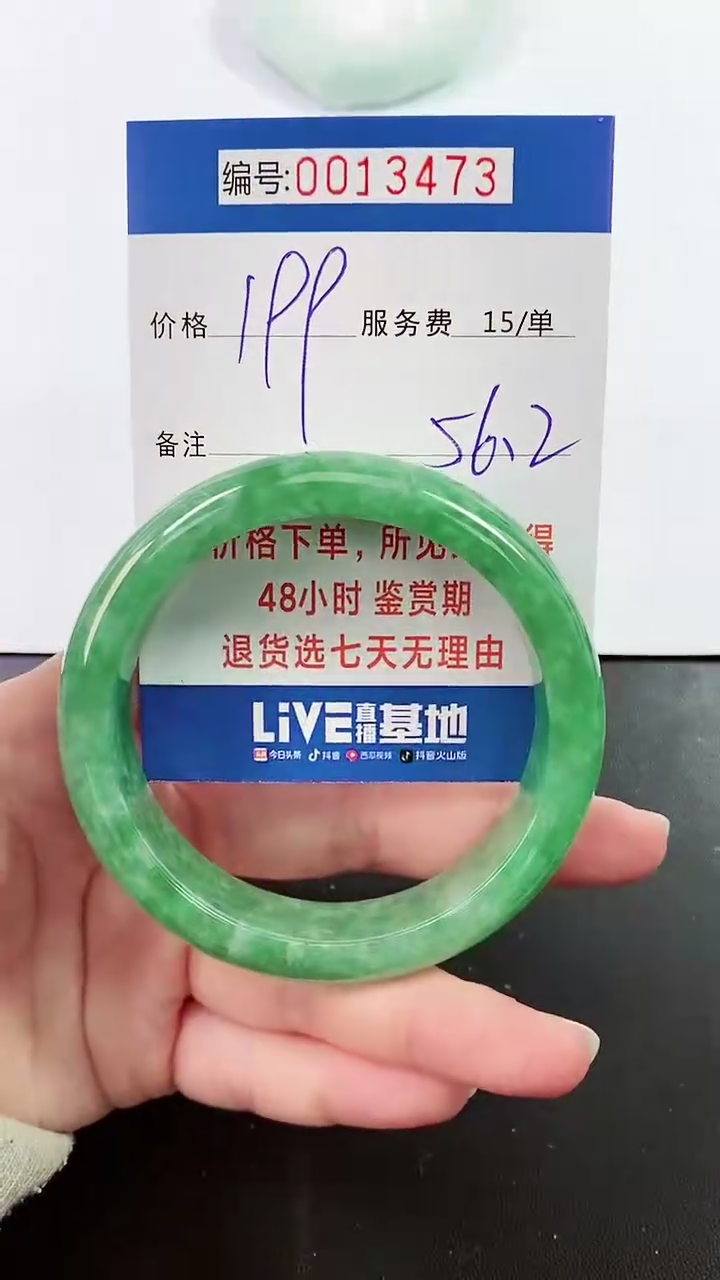 编号:0013473
价格 199 服务费 15/单
备注 56.2
价格下单，所见 得
48小时 鉴赏期
退货选七天无理由
LiVE直播基地
今日头条 抖音 西瓜视频 抖音火山版